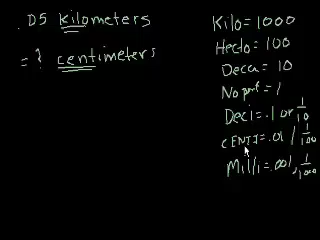 .05 kilometers
= ? centimeters
Kilo = 1000
Hecto = 100
Deca = 10
No pref = 1
Deci = .1 or 1/10
CENTI = .01 / 1/100
Milli = .001, 1/1000